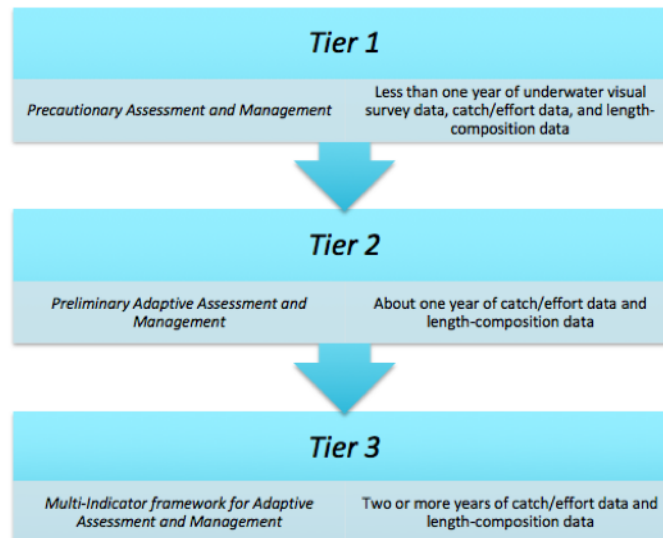 Tier 1
Precautionary Assessment and Management
Less than one year of underwater visual
survey data, catch/effort data, and length-
composition data
Tier 2
Preliminary Adaptive Assessment and
Management
About one year of catch/effort data and
length-composition data
Tier 3
Multi-Indicator framework for Adaptive
Assessment and Management
Two or more years of catch/effort data and
length-composition data